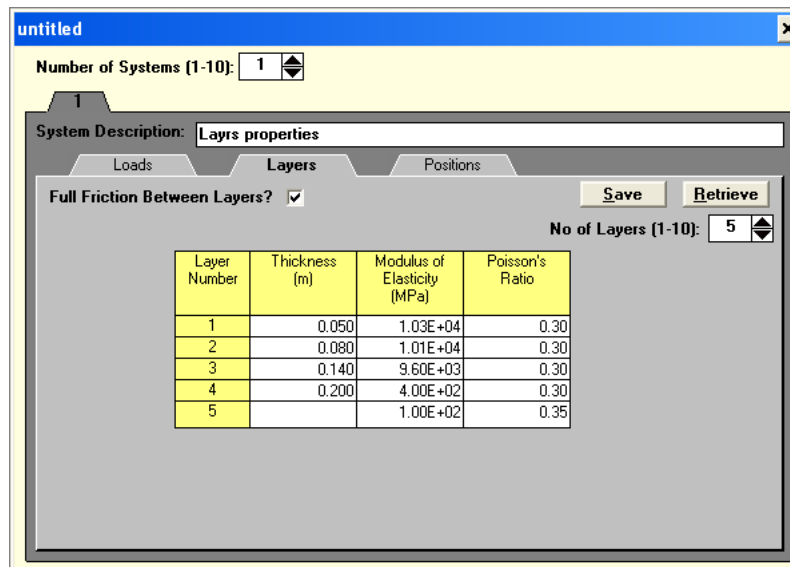 untitled
Number of Systems (1-10): 1
1
System Description: Layrs properties
Loads Layers Positions
Full Friction Between Layers? Save Retrieve
No of Layers (1-10): 5
Layer Number Thickness (m) Modulus of Elasticity (MPa) Poisson's Ratio
1 0.050 1.03E+04 0.30
2 0.080 1.01E+04 0.30
3 0.140 9.60E+03 0.30
4 0.200 4.00E+02 0.30
5 1.00E+02 0.35